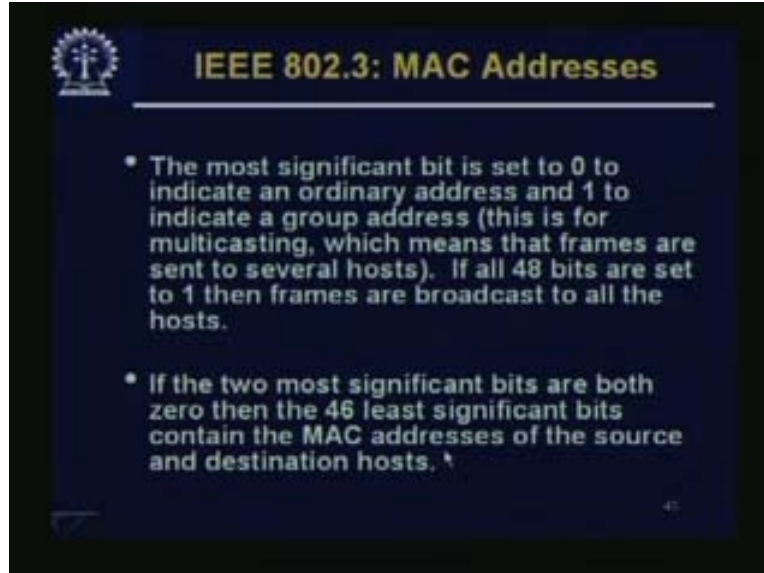 IEEE 802.3: MAC Addresses
• The most significant bit is set to 0 to
indicate an ordinary address and 1 to
indicate a group address (this is for
multicasting, which means that frames are
sent to several hosts). If all 48 bits are set
to 1 then frames are broadcast to all the
hosts.
• If the two most significant bits are both
zero then the 46 least significant bits
contain the MAC addresses of the source
and destination hosts.